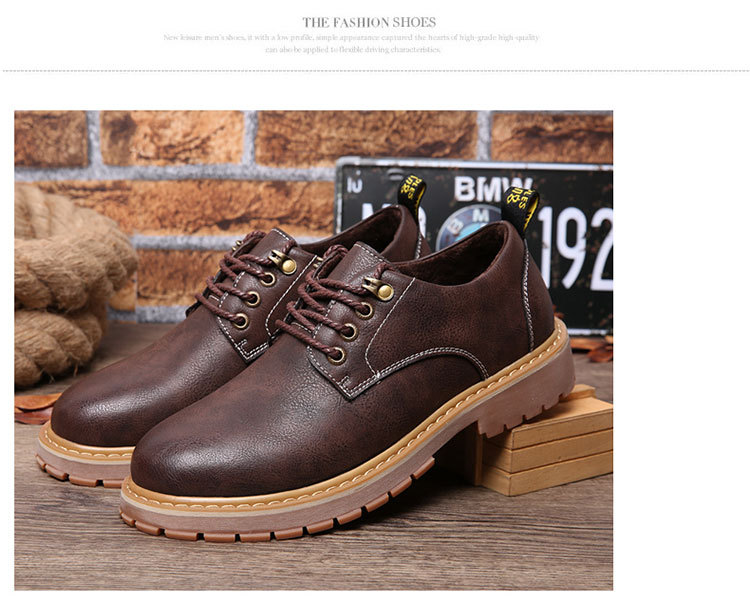 THE FASHION SHOES
New leisure men's shoes, it with a low profile, simple appearance captured the hearts of high-grade high-quality
can also be applied to flexible driving characteristics.
BMW
192